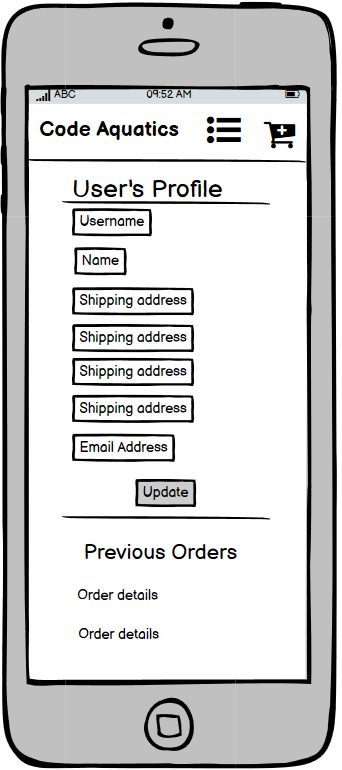 ABC 09:52 AM
Code Aquatics
User's Profile
Username
Name
Shipping address
Shipping address
Shipping address
Shipping address
Email Address
Update
Previous Orders
Order details
Order details